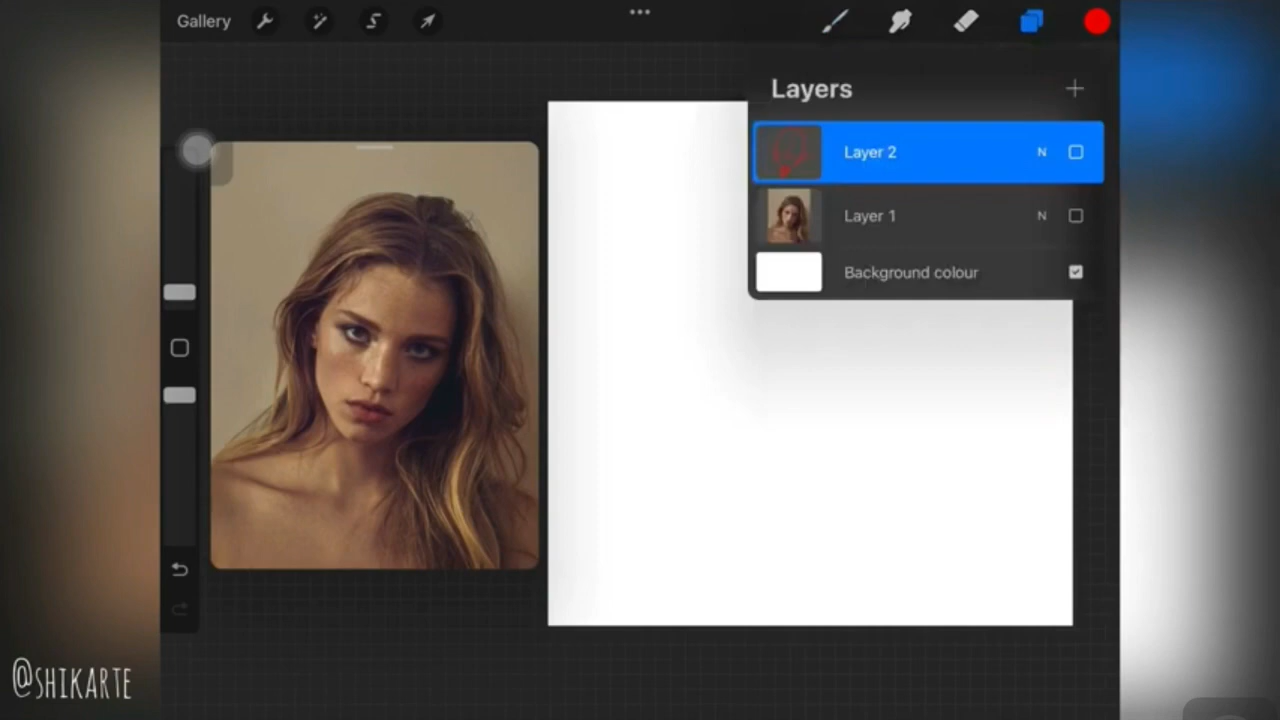 Gallery
Layers
Layer 2 N
Layer 1 N
Background colour
@SHIKARTE